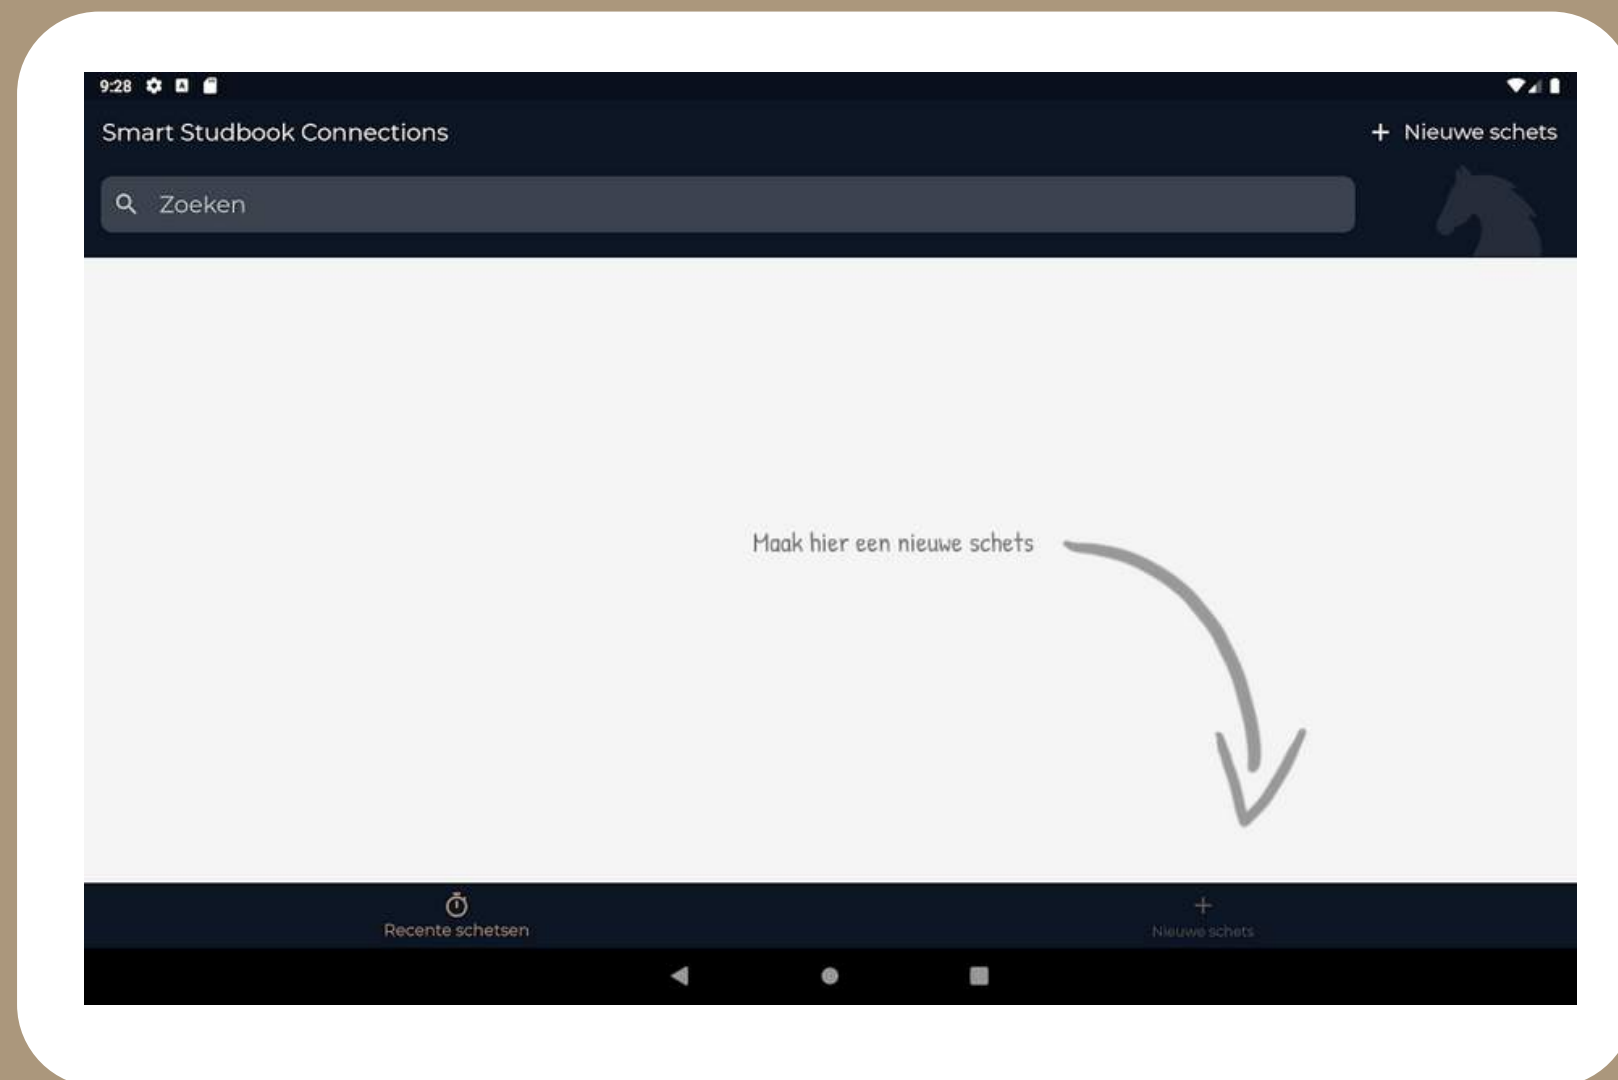 9:28
Smart Studbook Connections
+ Nieuwe schets
Zoeken
Maak hier een nieuwe schets
Recente schetsen
Nieuwe schets